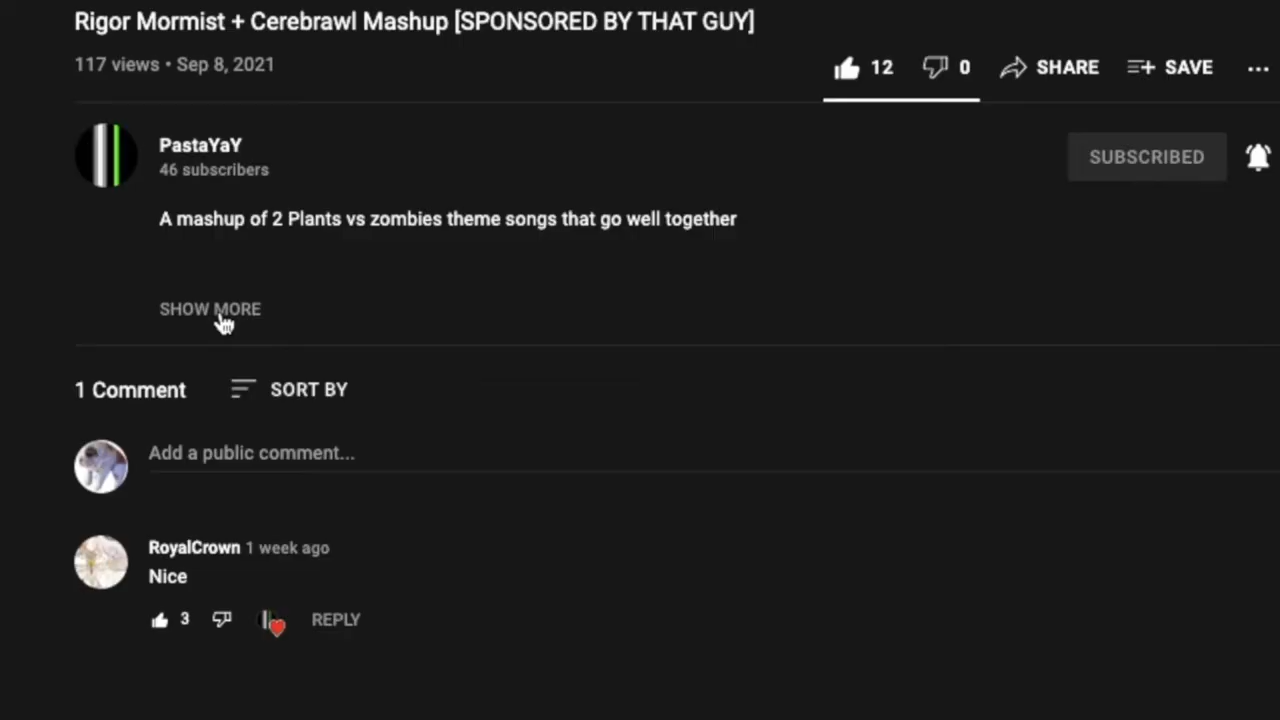 Rigor Mormist + Cerebrawl Mashup [SPONSORED BY THAT GUY]
117 views • Sep 8, 2021
12
0
SHARE
SAVE
PastaYaY
46 subscribers
SUBSCRIBED
A mashup of 2 Plants vs zombies theme songs that go well together
SHOW MORE
1 Comment
SORT BY
Add a public comment...
RoyalCrown 1 week ago
Nice
3
REPLY